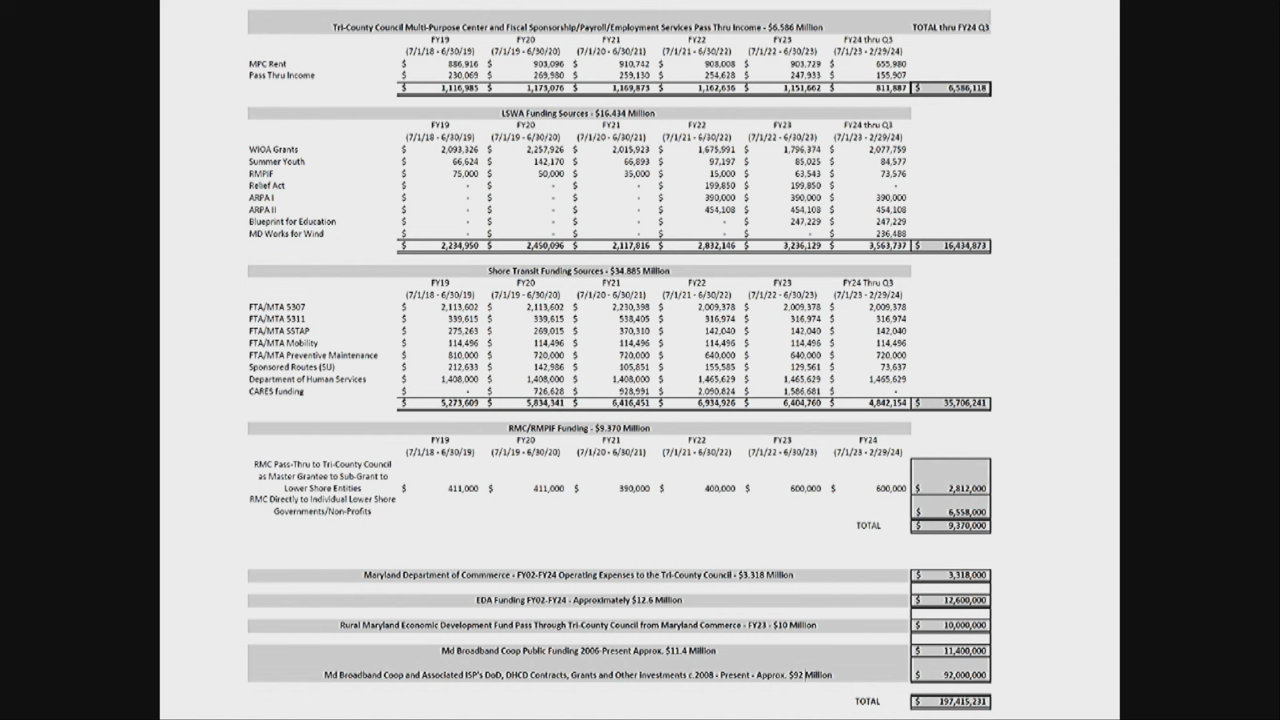 Tri-County Council Multi-Purpose Center and Fiscal Sponsorship/Payroll/Employment Services Pass Thru Income - $6.586 Million TOTAL thru FY24 Q3
FY19 FY20 FY21 FY22 FY23 FY24 thru Q3
(7/1/18 - 6/30/19) (7/1/19 - 6/30/20) (7/1/20 - 6/30/21) (7/1/21 - 6/30/22) (7/1/22 - 6/30/23) (7/1/23 - 2/29/24)
MPC Rent $ 886,916 $ 903,096 $ 910,742 $ 908,008 $ 903,729 $ 655,980
Pass Thru Income $ 230,069 $ 269,980 $ 259,130 $ 254,628 $ 247,933 $ 155,907
$ 1,116,985 $ 1,173,076 $ 1,169,873 $ 1,162,636 $ 1,151,662 $ 811,887 $ 6,586,118
LSWA Funding Sources - $16.434 Million
FY19 FY20 FY21 FY22 FY23 FY24 thru Q3
(7/1/18 - 6/30/19) (7/1/19 - 6/30/20) (7/1/20 - 6/30/21) (7/1/21 - 6/30/22) (7/1/22 - 6/30/23) (7/1/23 - 2/29/24)
WIOA Grants $ 2,093,326 $ 2,257,926 $ 2,015,923 $ 1,675,991 $ 1,796,374 $ 2,077,759
Summer Youth $ 66,624 $ 142,170 $ 66,893 $ 97,197 $ 85,025 $ 84,577
RMPIF $ 75,000 $ 50,000 $ 35,000 $ 15,000 $ 63,543 $ 73,576
Relief Act $ - $ - $ - $ 199,850 $ 199,850 $ -
ARPA I $ - $ - $ - $ 390,000 $ 390,000 $ 390,000
ARPA II $ - $ - $ - $ 454,108 $ 454,108 $ 454,108
Blueprint for Education $ - $ - $ - $ - $ 247,229 $ 247,229
MD Works for Wind $ - $ - $ - $ - $ - $ 236,488
$ 2,234,950 $ 2,450,096 $ 2,117,816 $ 2,832,146 $ 3,236,129 $ 3,563,737 $ 16,434,873
Shore Transit Funding Sources - $34.885 Million
FY19 FY20 FY21 FY22 FY23 FY24 Thru Q3
(7/1/18 - 6/30/19) (7/1/19 - 6/30/20) (7/1/20 - 6/30/21) (7/1/21 - 6/30/22) (7/1/22 - 6/30/23) (7/1/23 - 2/29/24)
FTA/MTA 5307 $ 2,113,602 $ 2,113,602 $ 2,230,398 $ 2,009,378 $ 2,009,378 $ 2,009,378
FTA/MTA 5311 $ 339,615 $ 339,615 $ 538,405 $ 316,974 $ 316,974 $ 316,974
FTA/MTA SSTAP $ 275,263 $ 269,015 $ 370,310 $ 142,040 $ 142,040 $ 142,040
FTA/MTA Mobility $ 114,496 $ 114,496 $ 114,496 $ 114,496 $ 114,496 $ 114,496
FTA/MTA Preventive Maintenance $ 810,000 $ 720,000 $ 720,000 $ 640,000 $ 640,000 $ 720,000
Sponsored Routes (SU) $ 212,633 $ 142,986 $ 105,851 $ 155,585 $ 129,561 $ 73,637
Department of Human Services $ 1,408,000 $ 1,408,000 $ 1,408,000 $ 1,465,629 $ 1,465,629 $ 1,465,629
CARES funding $ - $ 726,628 $ 928,991 $ 2,090,824 $ 1,586,681 $ -
$ 5,273,609 $ 5,834,341 $ 6,416,451 $ 6,934,926 $ 6,404,760 $ 4,842,154 $ 35,706,241
RMC/RMPIF Funding - $9.370 Million
FY19 FY20 FY21 FY22 FY23 FY24
(7/1/18 - 6/30/19) (7/1/19 - 6/30/20) (7/1/20 - 6/30/21) (7/1/21 - 6/30/22) (7/1/22 - 6/30/23) (7/1/23 - 2/29/24)
RMC Pass-Thru to Tri-County Council
as Master Grantee to Sub-Grant to
Lower Shore Entities $ 411,000 $ 411,000 $ 390,000 $ 400,000 $ 600,000 $ 600,000 $ 2,812,000
RMC Directly to Individual Lower Shore
Governments/Non-Profits $ 6,558,000
TOTAL $ 9,370,000
Maryland Department of Commmerce - FY02-FY24 Operating Expenses to the Tri-County Council - $3.318 Million $ 3,318,000
EDA Funding FY02-FY24 - Approximately $12.6 Million $ 12,600,000
Rural Maryland Economic Development Fund Pass Through Tri-County Council from Maryland Commerce - FY23 - $10 Million $ 10,000,000
Md Broadband Coop Public Funding 2006-Present Approx. $11.4 Million $ 11,400,000
Md Broadband Coop and Associated ISP's DoD, DHCD Contracts, Grants and Other Investments c.2008 - Present - Approx. $92 Million $ 92,000,000
TOTAL $ 197,415,231